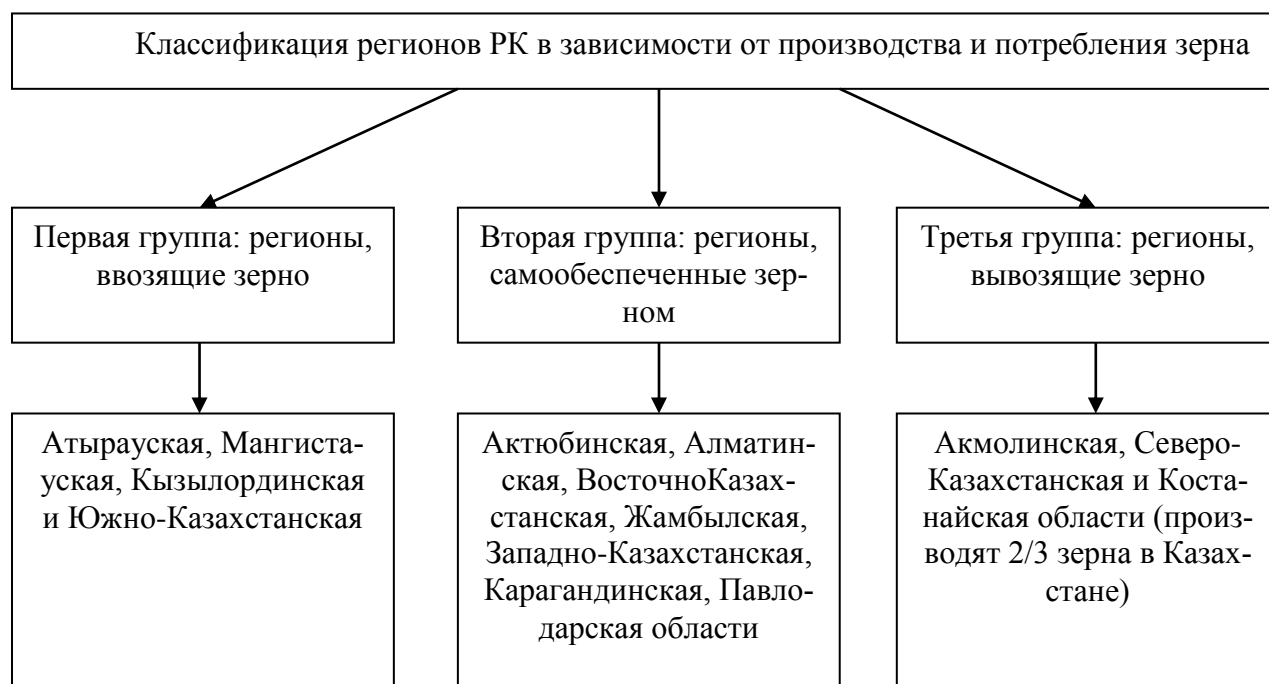 Классификация регионов РК в зависимости от производства и потребления зерна
Первая группа: регионы,
ввозящие зерно
Вторая группа: регионы,
самообеспеченные зер-
ном
Третья группа: регионы,
вывозящие зерно
Атырауская, Мангиста-
уская, Кызылординская
и Южно-Казахстанская
Актюбинская, Алматин-
ская, ВосточноКазах-
станская, Жамбылская,
Западно-Казахстанская,
Карагандинская, Павло-
дарская области
Акмолинская, Северо-
Казахстанская и Коста-
найская области (произ-
водят 2/3 зерна в Казах-
стане)